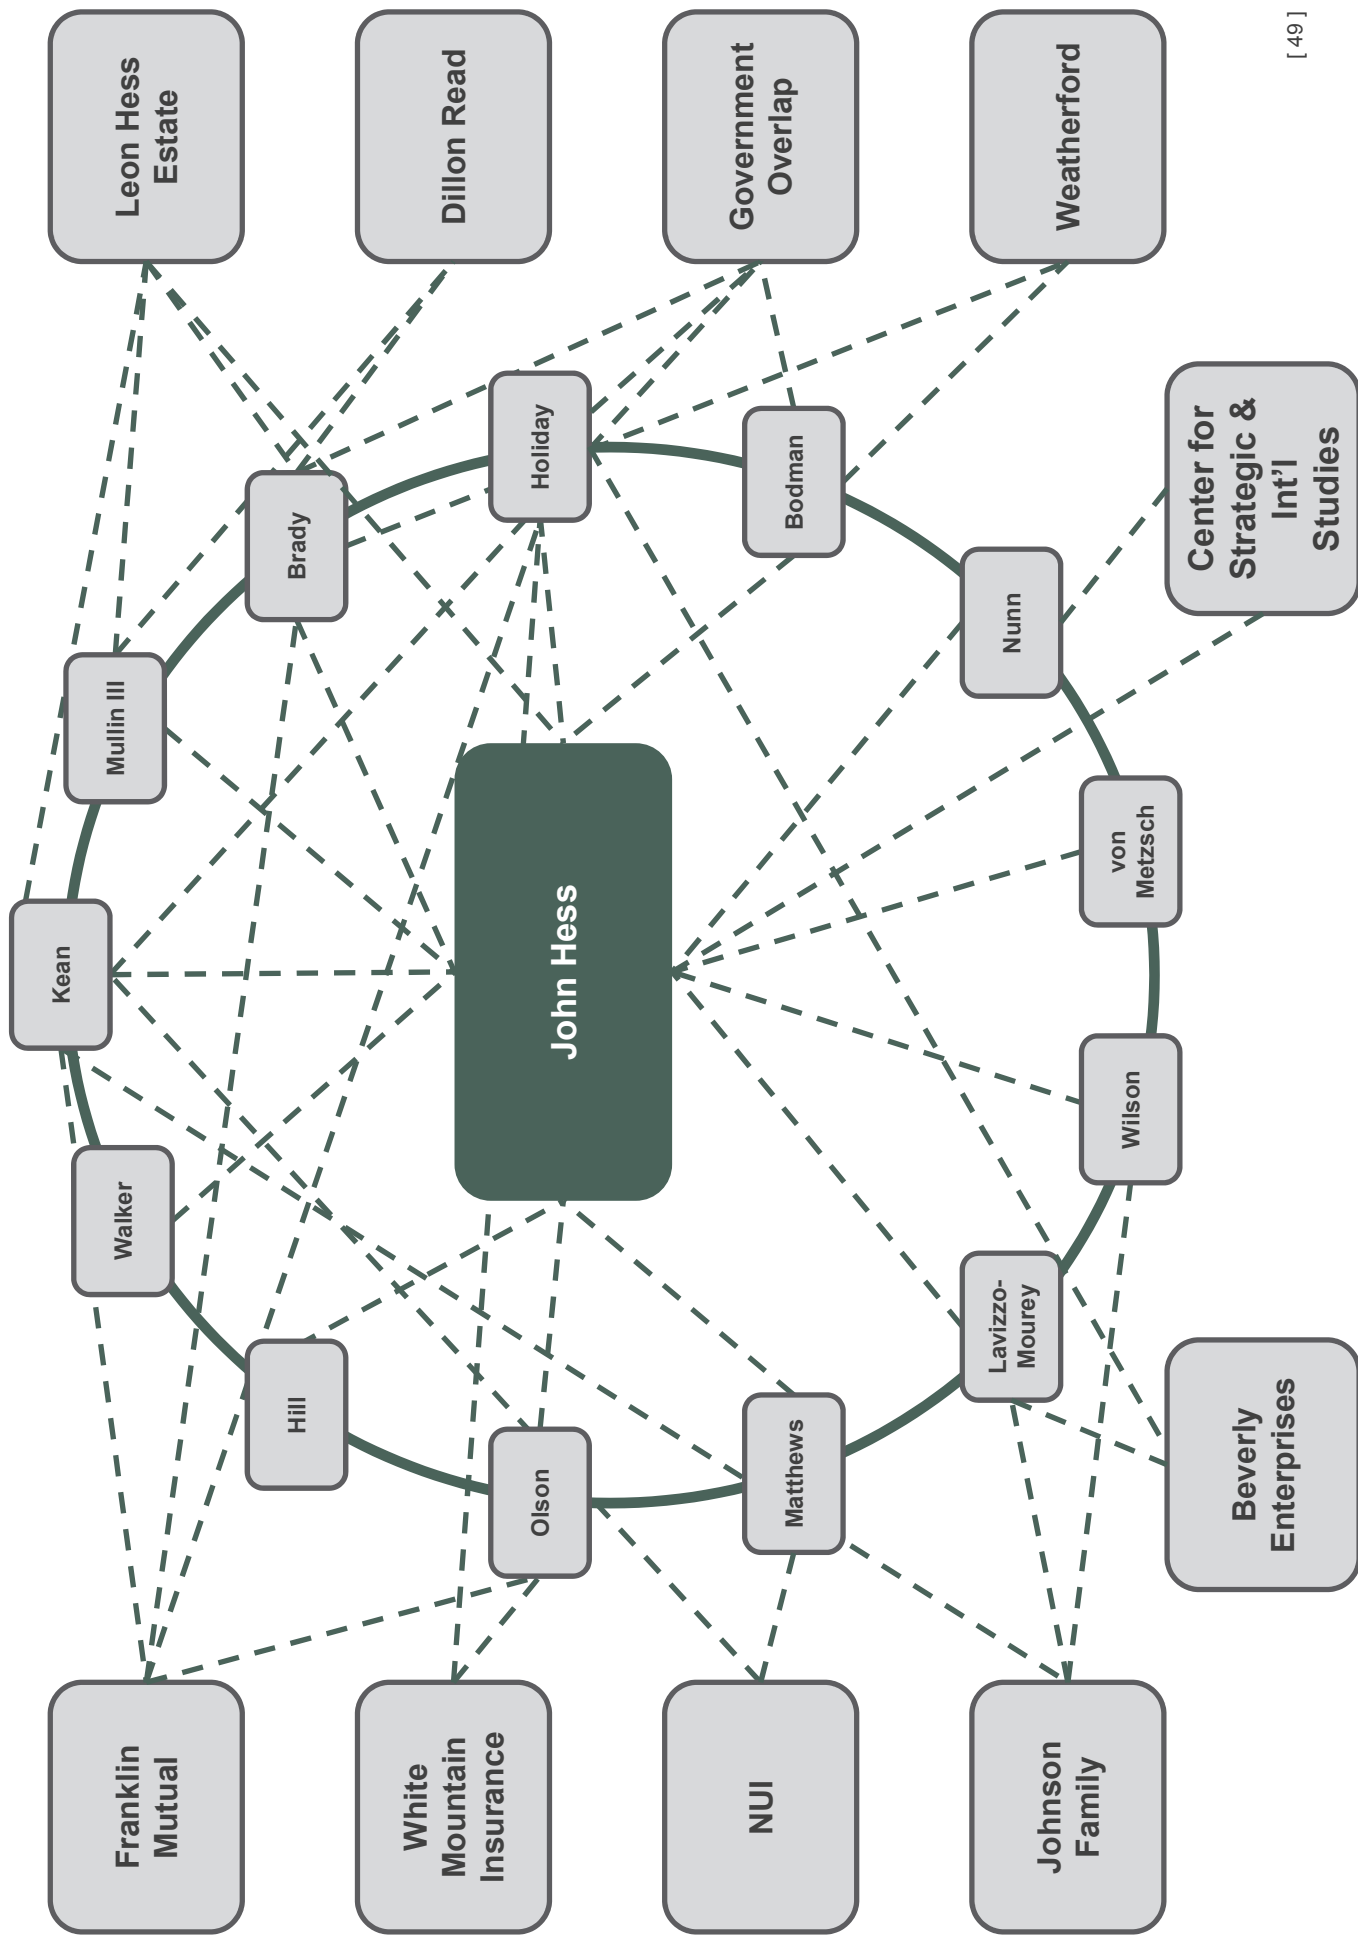 Kean
Franklin
Mutual
Walker
Mullin III
Leon Hess
Estate
Hill
Brady
White
Mountain
Insurance
Dillon Read
Olson
John Hess
Holiday
NUI
Matthews
Bodman
Government
Overlap
Johnson
Family
Lavizzo-
Mourey
Nunn
Weatherford
Wilson
von
Metzsch
Beverly
Enterprises
Center for
Strategic &
Int'l
Studies
[ 49 ]